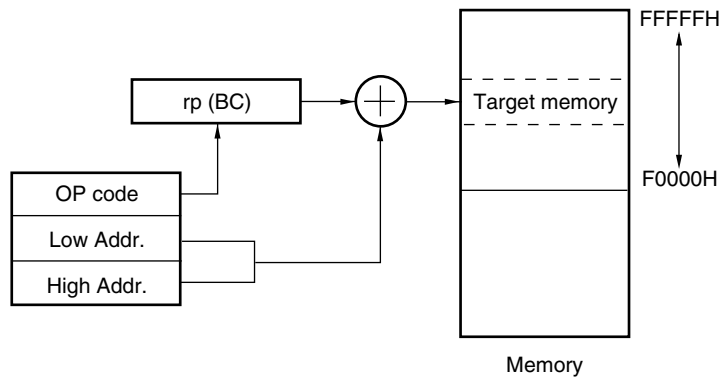 FFFFFH
rp (BC)
Target memory
F0000H
OP code
Low Addr.
High Addr.
Memory